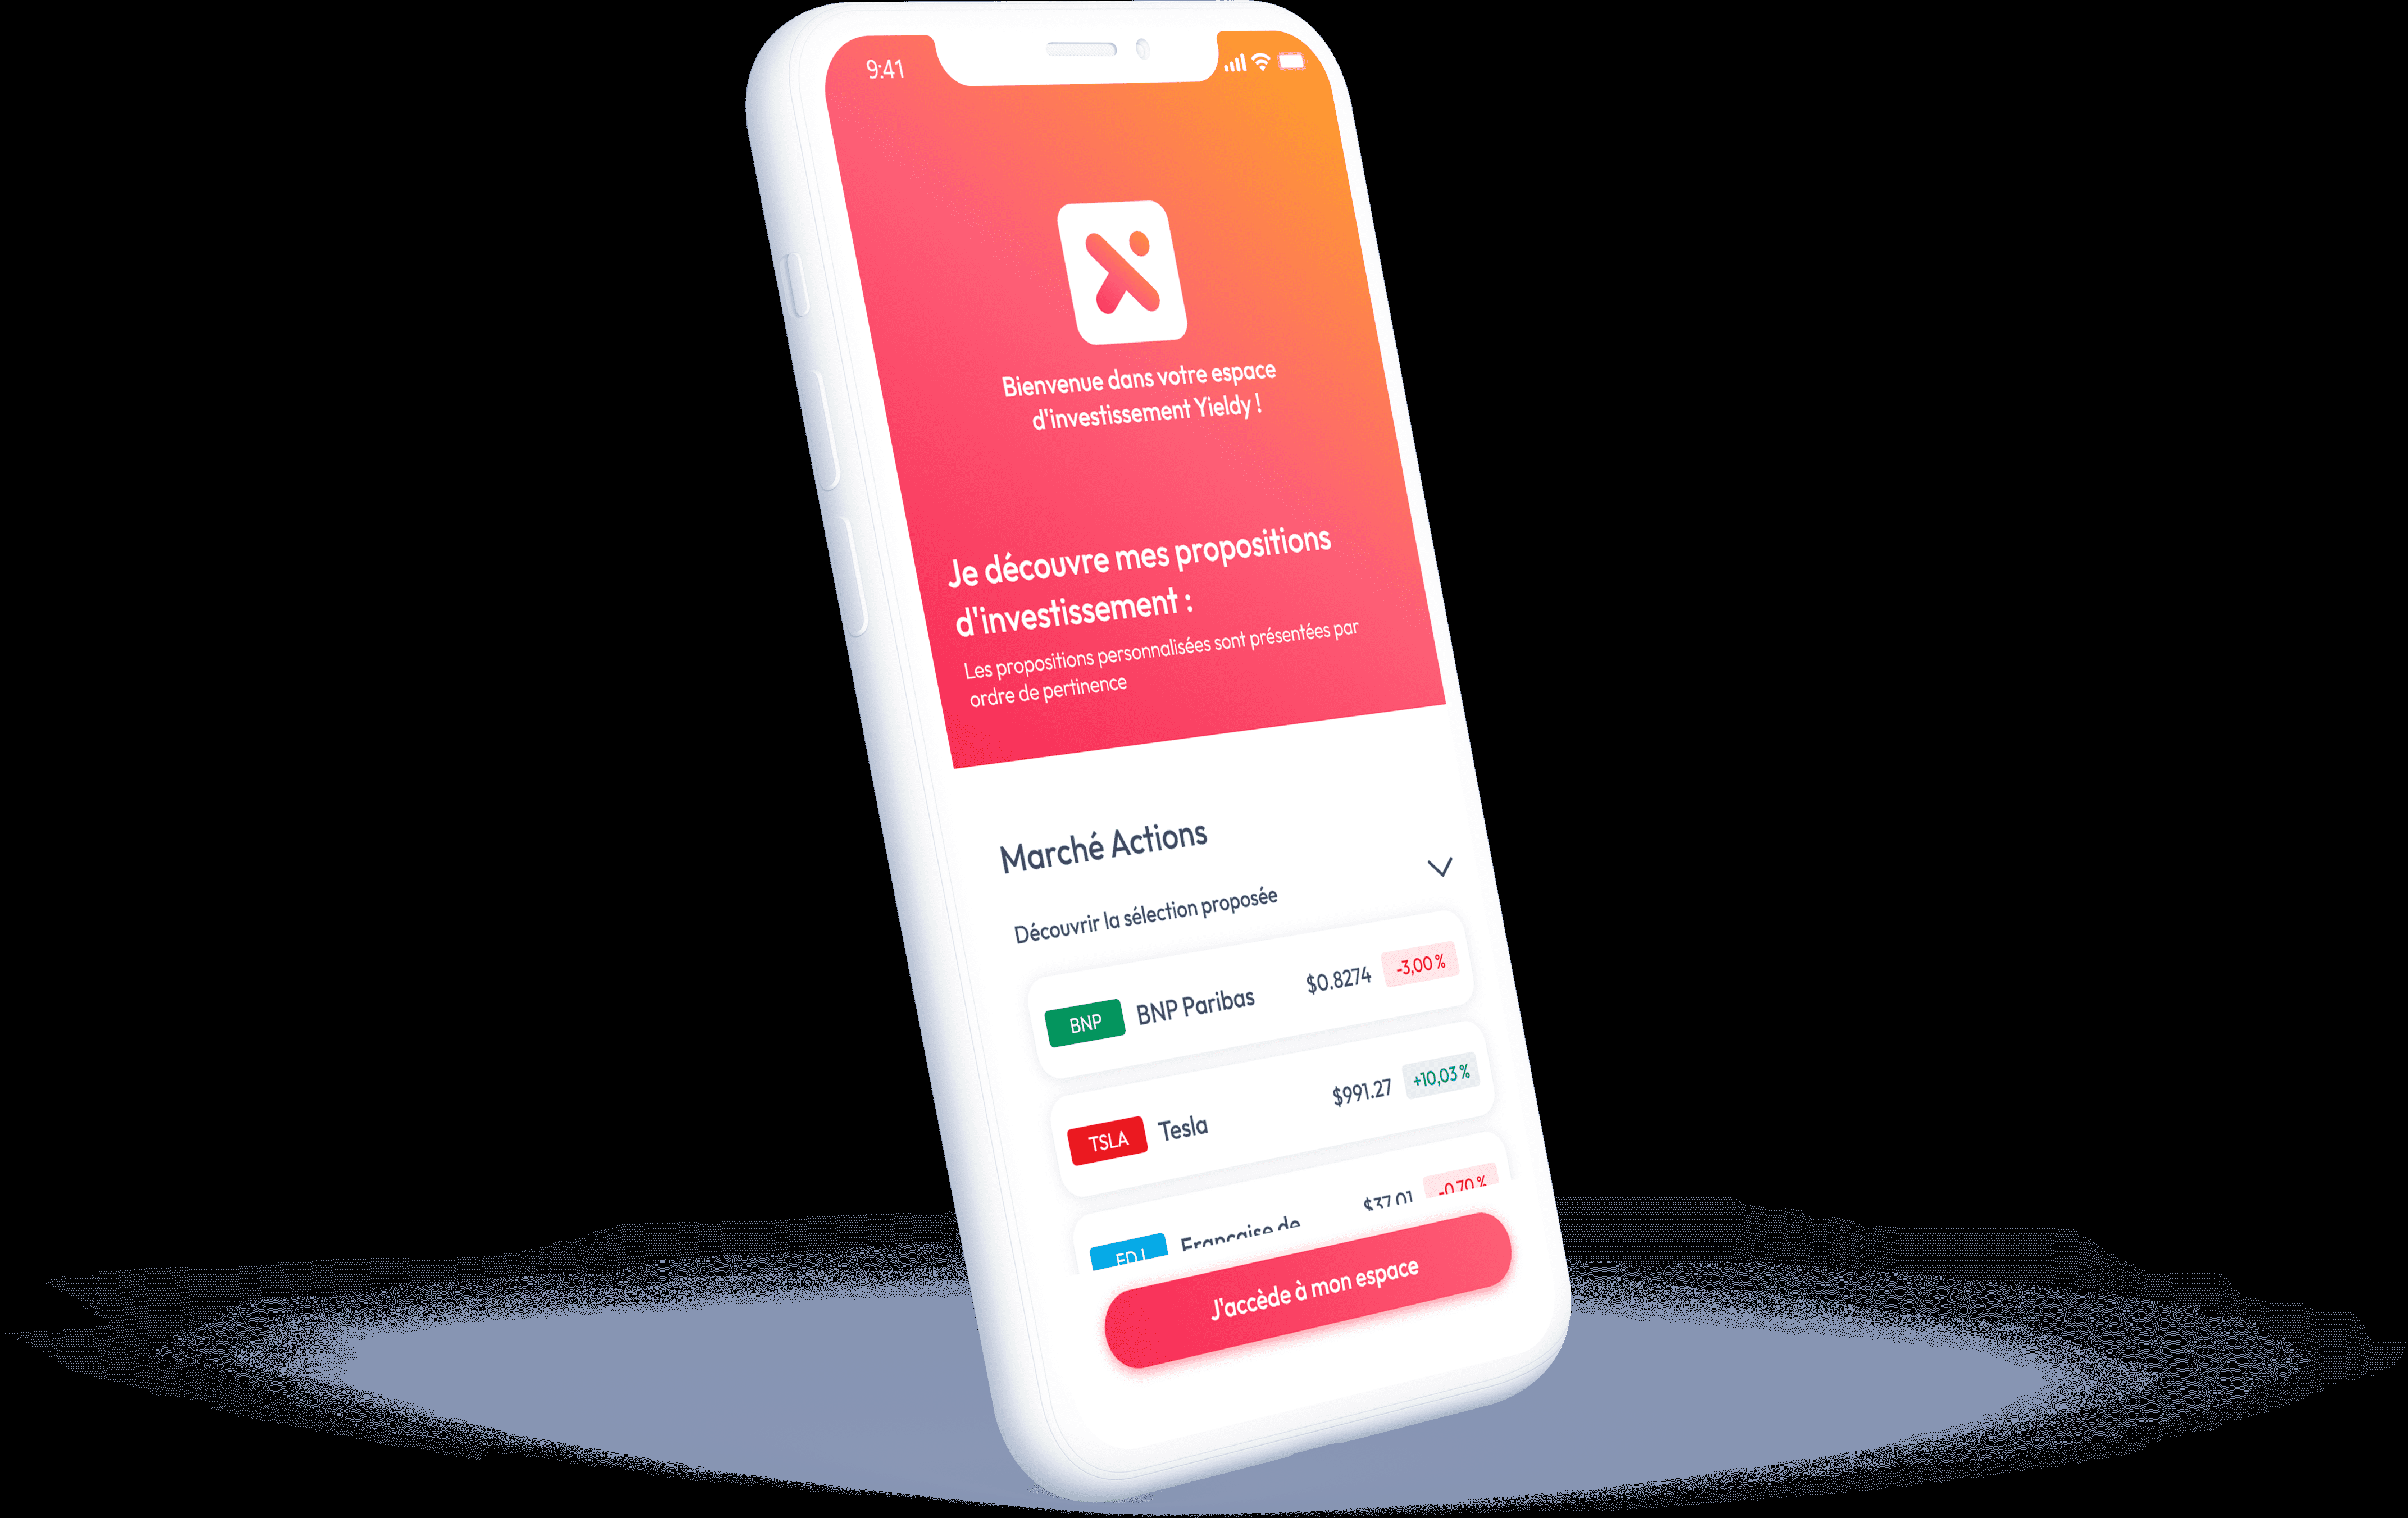 9:41
Bienvenue dans votre espace
d'investissement Yieldy !
Je découvre mes propositions
d'investissement :
Les propositions personnalisées sont présentées par
ordre de pertinence
Marché Actions
Découvrir la sélection proposée
BNP BNP Paribas $0.8274 -3,00 %
TSLA Tesla $991.27 +10,03 %
Française de $37.01 -0,70 %
J'accède à mon espace